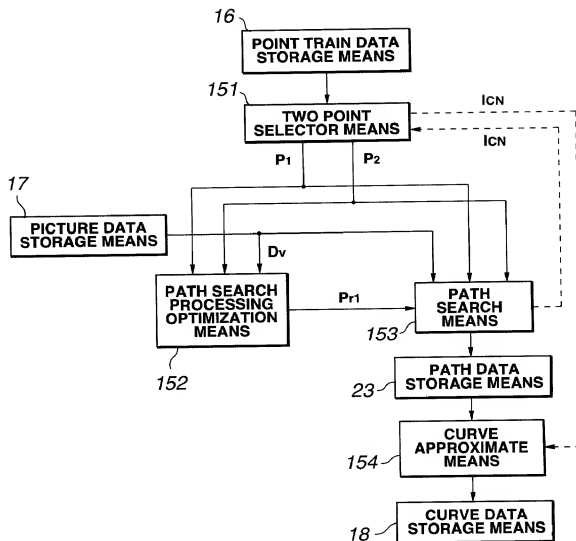 16
POINT TRAIN DATA
STORAGE MEANS
151
TWO POINT
SELECTOR MEANS
ICN
ICN
P1
P2
17
PICTURE DATA
STORAGE MEANS
DV
PATH SEARCH
PROCESSING
OPTIMIZATION
MEANS
152
Pr1
PATH
SEARCH
MEANS
153
PATH DATA
STORAGE MEANS
23
CURVE
APPROXIMATE
MEANS
154
CURVE DATA
STORAGE MEANS
18